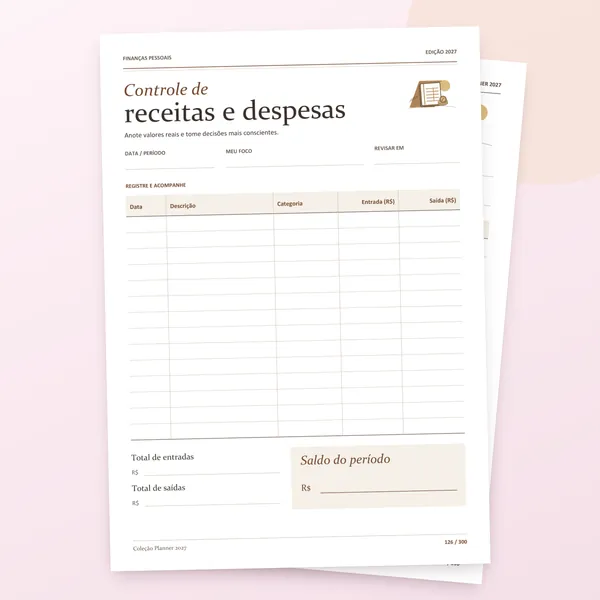 FINANÇAS PESSOAIS
EDIÇÃO 2027
Controle de
receitas e despesas
Anote valores reais e tome decisões mais conscientes.
DATA / PERÍODO
MEU FOCO
REVISAR EM
REGISTRE E ACOMPANHE
Data Descrição Categoria Entrada (R$) Saída (R$)
Total de entradas
R$
Total de saídas
R$
Saldo do período
R$
Coleção Planner 2027
126 / 300
2027